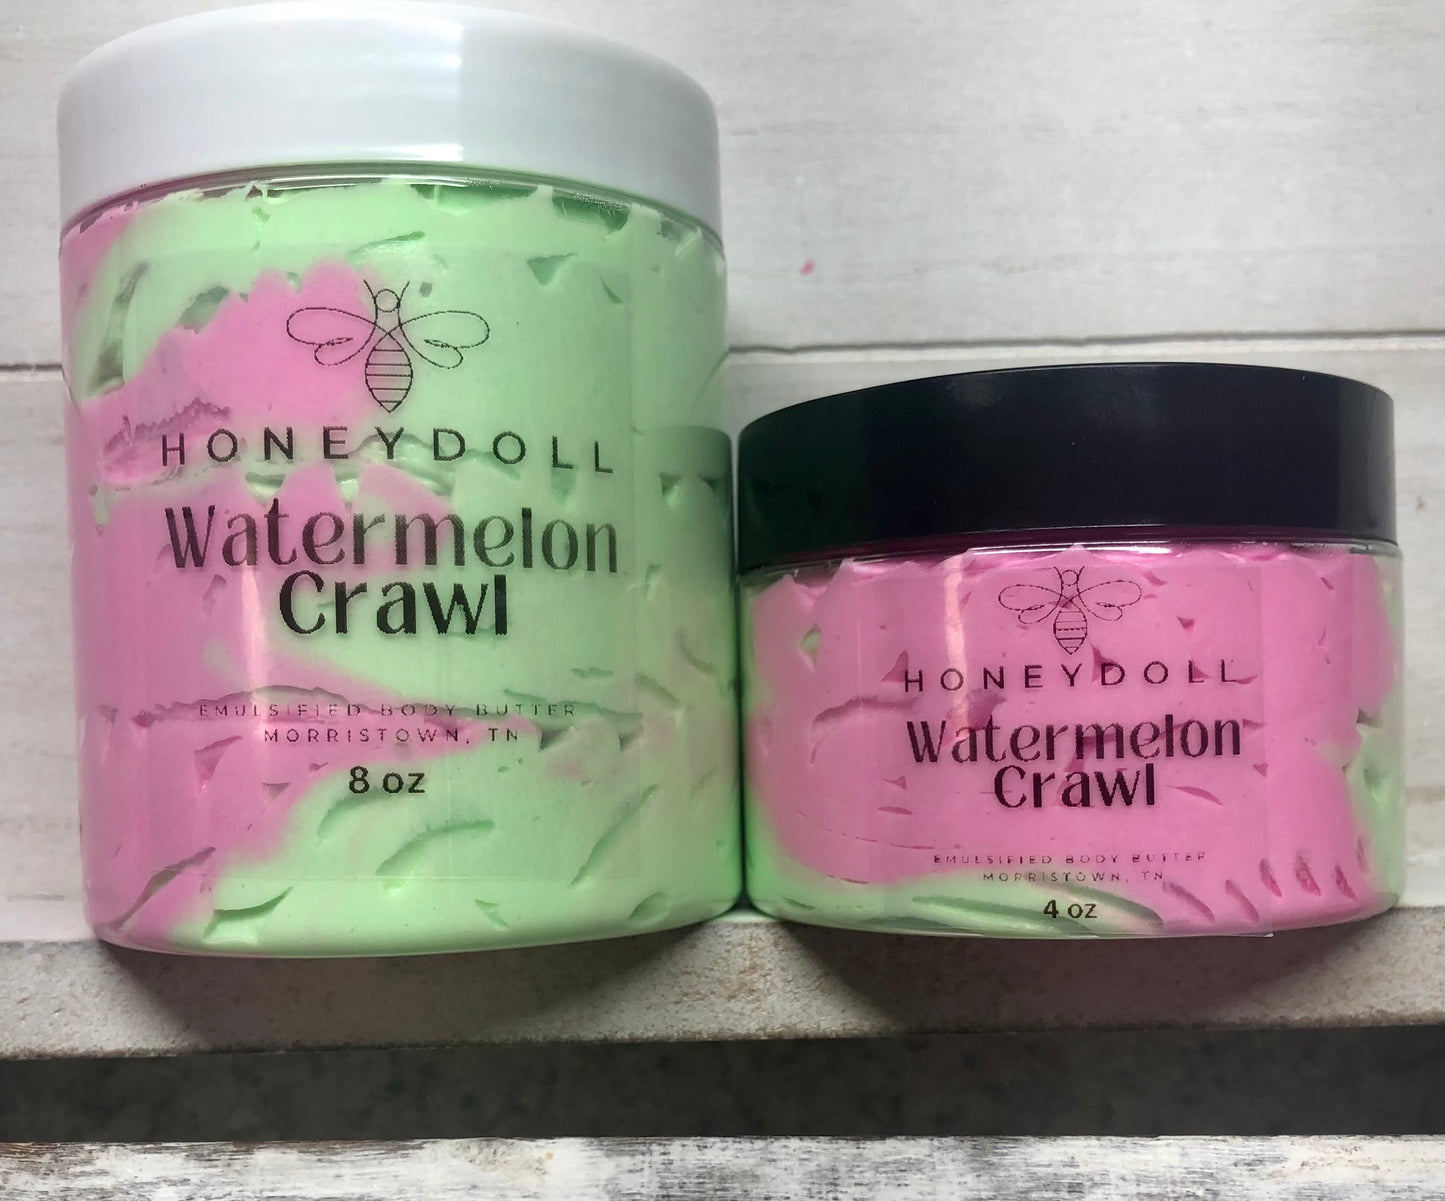 HONEYDOLL
Watermelon
Crawl
EMULSIFIED BODY BUTTER
MORRISTOWN, TN
8 oz
HONEYDOLL
Watermelon
Crawl
EMULSIFIED BODY BUTTER
MORRISTOWN, TN
4 oz